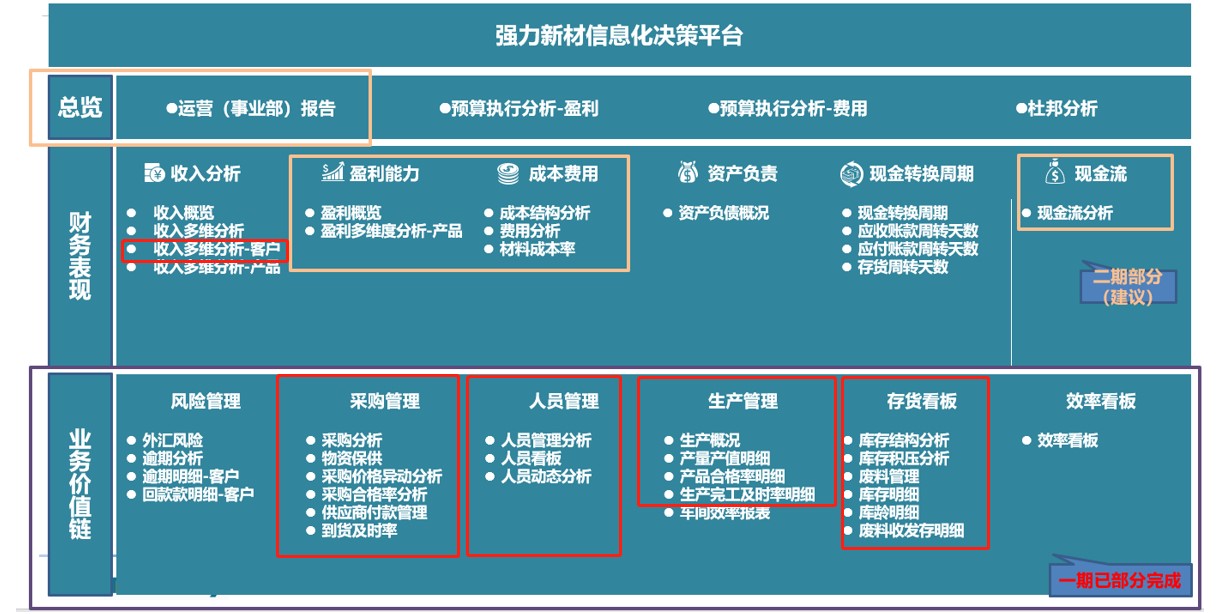 强力新材信息化决策平台
总览
●运营（事业部）报告
●预算执行分析-盈利
●预算执行分析-费用
●杜邦分析
财务表现
收入分析
● 收入概览
● 收入多维分析
● 收入多维分析-客户
● 收入多维分析-产品
盈利能力
● 盈利概览
● 盈利多维度分析-产品
成本费用
● 成本结构分析
● 费用分析
● 材料成本率
资产负责
● 资产负债概况
现金转换周期
● 现金转换周期
● 应收账款周转天数
● 应付账款周转天数
● 存货周转天数
现金流
● 现金流分析
二期部分
（建议）
业务价值链
风险管理
● 外汇风险
● 逾期分析
● 逾期明细-客户
● 回款款明细-客户
采购管理
● 采购分析
● 物资保供
● 采购价格异动分析
● 采购合格率分析
● 供应商付款管理
● 到货及时率
人员管理
● 人员管理分析
● 人员看板
● 人员动态分析
生产管理
● 生产概况
● 产量产值明细
● 产品合格率明细
● 生产完工及时率明细
● 车间效率报表
存货看板
● 库存结构分析
● 库存积压分析
● 废料管理
● 库存明细
● 库龄明细
● 废料收发存明细
效率看板
● 效率看板
一期已部分完成